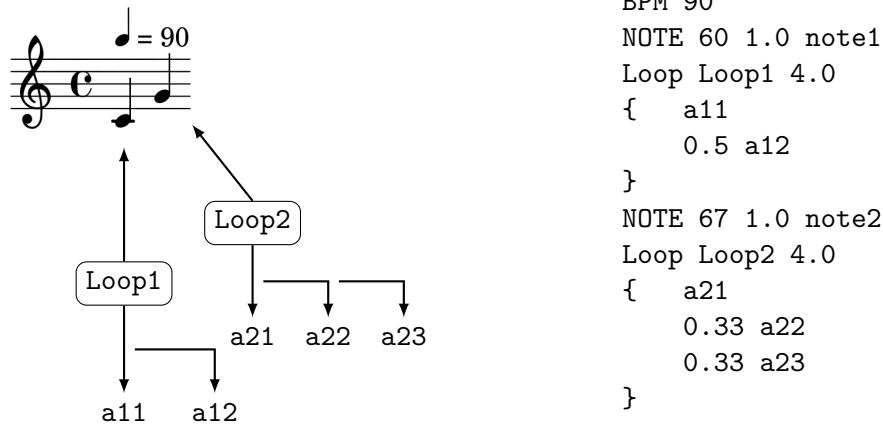 = 90
Loop2
Loop1
a21 a22 a23
a11 a12
BPM 90
NOTE 60 1.0 note1
Loop Loop1 4.0
{ a11
0.5 a12
}
NOTE 67 1.0 note2
Loop Loop2 4.0
{ a21
0.33 a22
0.33 a23
}